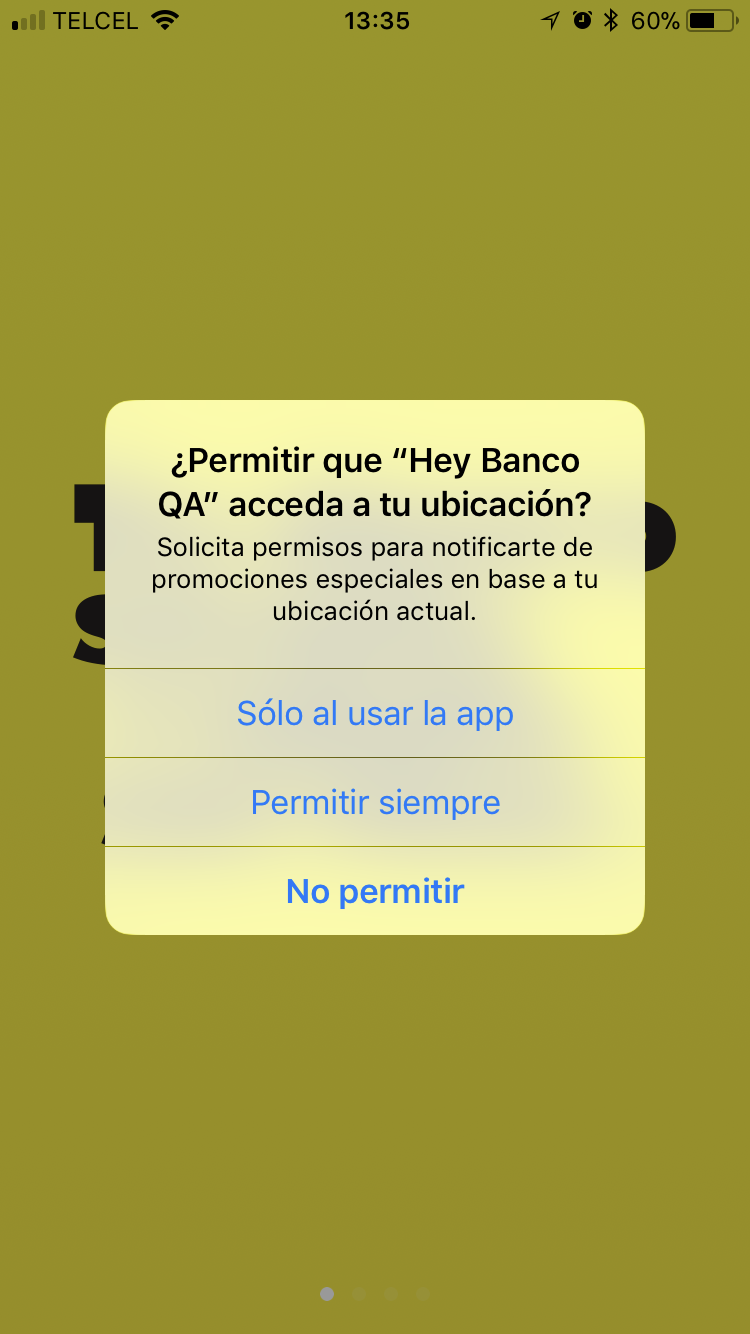 TELCEL 13:35 60%
¿Permitir que “Hey Banco
QA” acceda a tu ubicación?
Solicita permisos para notificarte de
promociones especiales en base a tu
ubicación actual.
Sólo al usar la app
Permitir siempre
No permitir